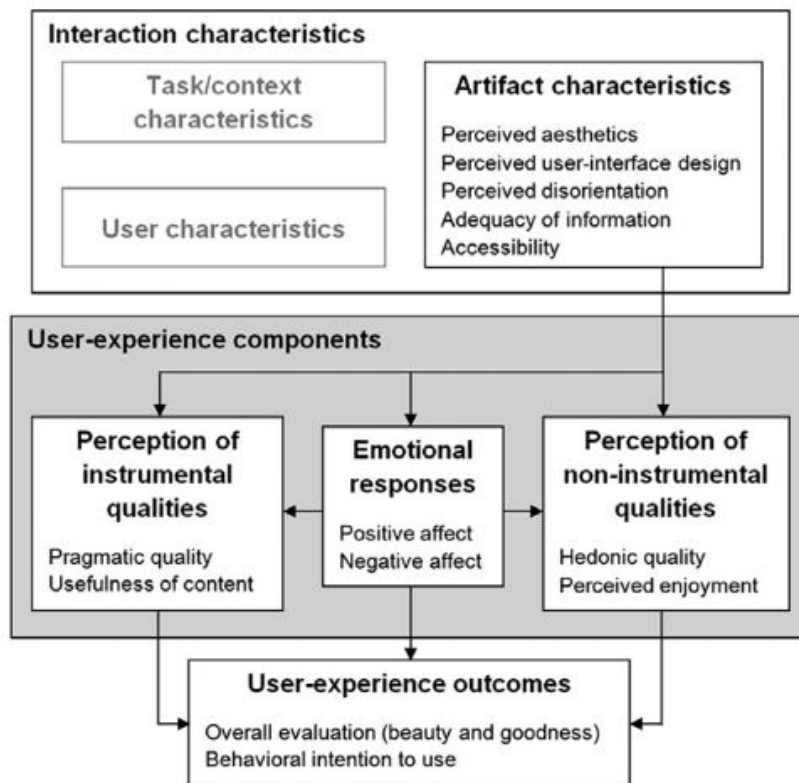 Interaction characteristics
Task/context
characteristics
User characteristics
Artifact characteristics
Perceived aesthetics
Perceived user-interface design
Perceived disorientation
Adequacy of information
Accessibility
User-experience components
Perception of
instrumental
qualities
Pragmatic quality
Usefulness of content
Emotional
responses
Positive affect
Negative affect
Perception of
non-instrumental
qualities
Hedonic quality
Perceived enjoyment
User-experience outcomes
Overall evaluation (beauty and goodness)
Behavioral intention to use